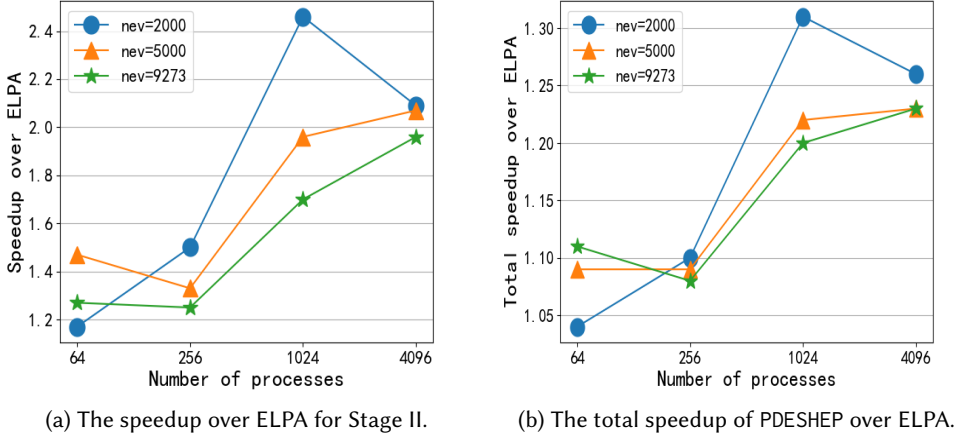 nev=2000
nev=5000
nev=9273
2.4
2.2
2.0
1.8
1.6
1.4
1.2
Speedup over ELPA
64
256
1024
4096
Number of processes
(a) The speedup over ELPA for Stage II.
nev=2000
nev=5000
nev=9273
1.30
1.25
1.20
1.15
1.10
1.05
Total speedup over ELPA
64
256
1024
4096
Number of processes
(b) The total speedup of PDESHEP over ELPA.